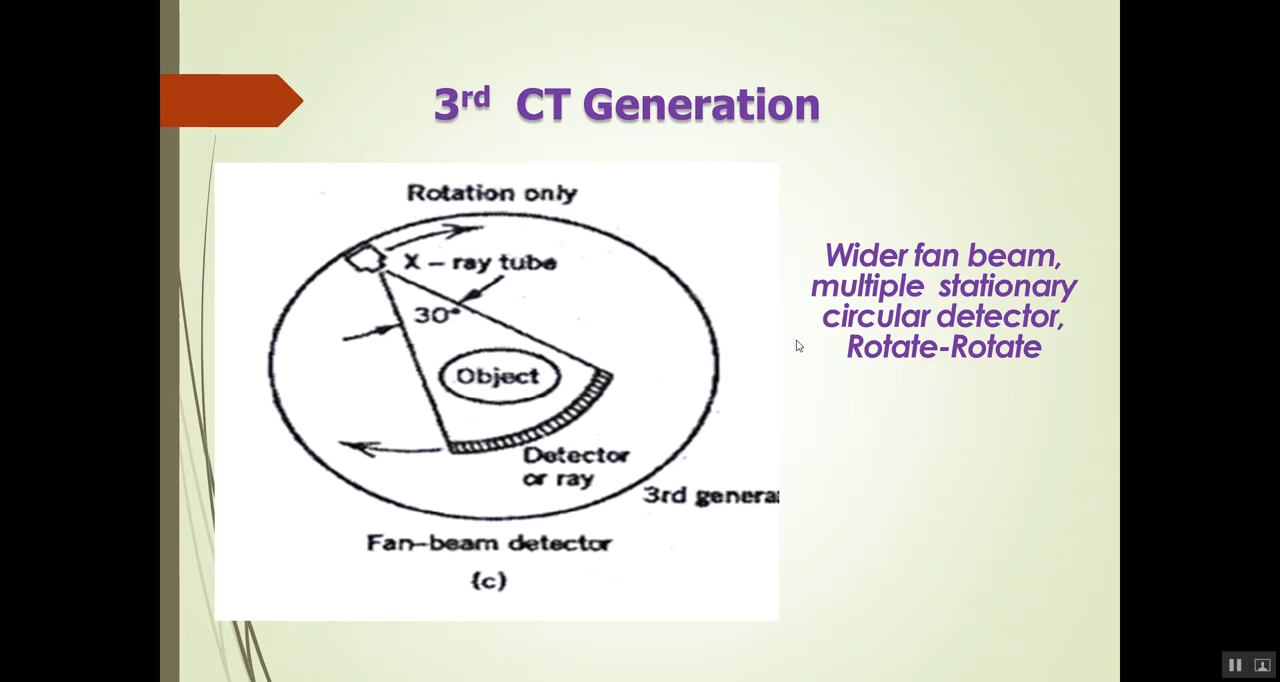 3rd CT Generation
Rotation only
X - ray tube
30°
Object
Detector
or ray
3rd genera
Fan-beam detector
(c)
Wider fan beam,
multiple stationary
circular detector,
Rotate-Rotate